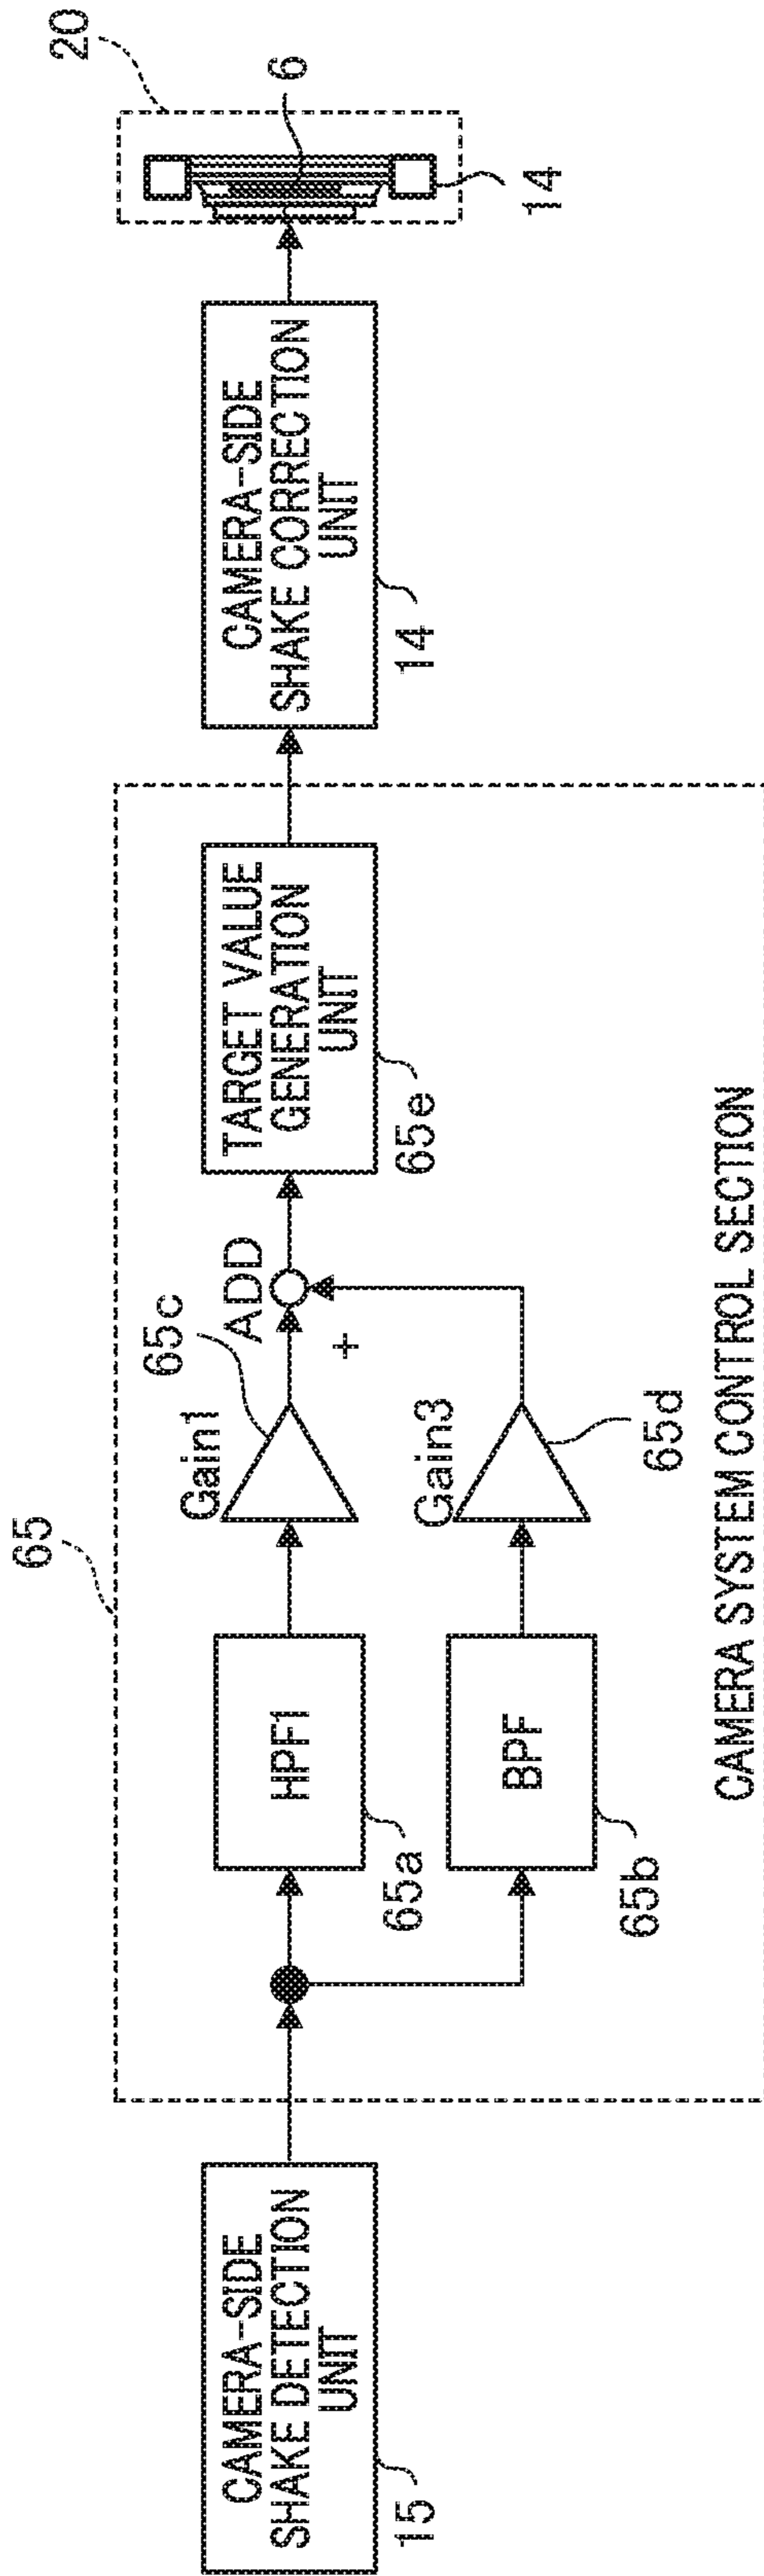 65
20
CAMERA-SIDE
SHAKE DETECTION
UNIT
15
HPF1
65a
Gain1
65c
ADD
+
TARGET VALUE
GENERATION
UNIT
65e
CAMERA-SIDE
SHAKE CORRECTION
UNIT
14
6
14
BPF
65b
Gain3
65d
CAMERA SYSTEM CONTROL SECTION